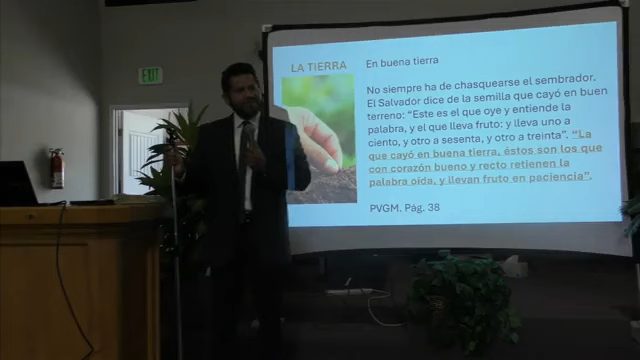 EXIT
LA TIERRA
En buena tierra
No siempre ha de chasquearse el sembrador.
El Salvador dice de la semilla que cayó en buen
terreno: “Este es el que oye y entiende la
palabra, y el que lleva fruto: y lleva uno a
ciento, y otro a sesenta, y otro a treinta”. “La
que cayó en buena tierra, éstos son los que
con corazón bueno y recto retienen la
palabra oída, y llevan fruto en paciencia”.
PVGM. Pág. 38